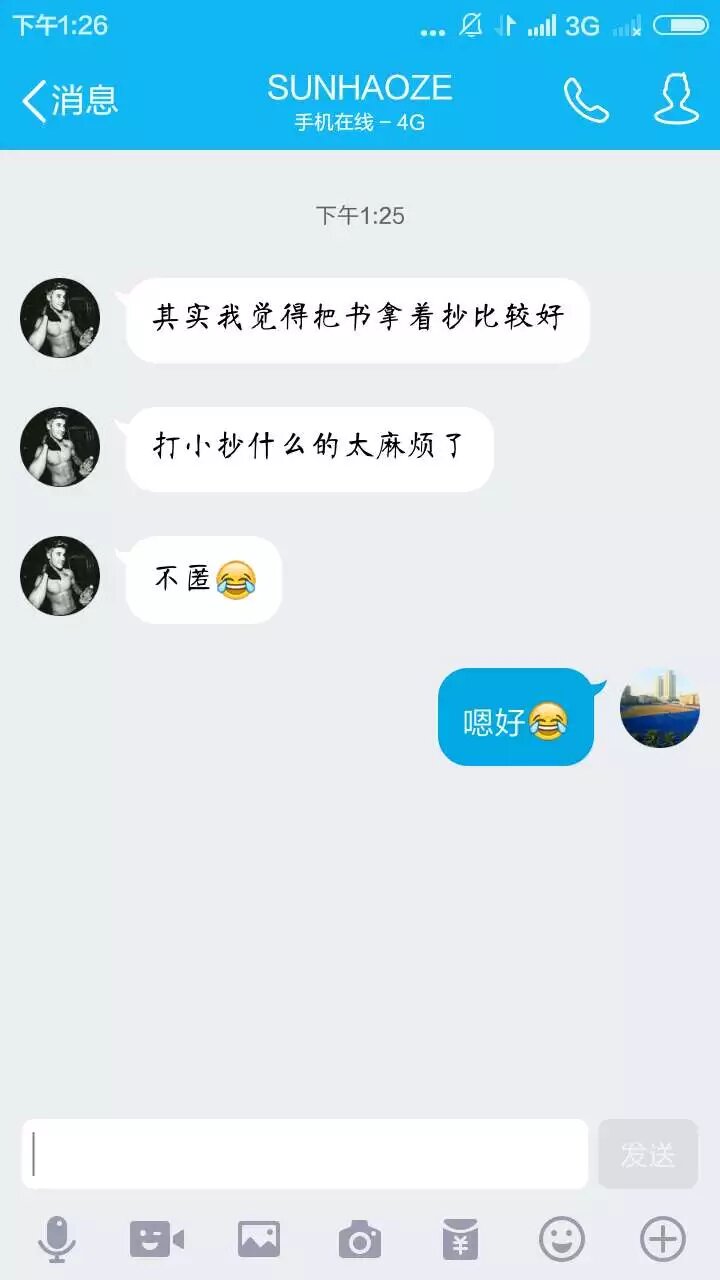 下午1:26
... 3G
消息
SUNHAOZE
手机在线 – 4G
下午1:25
其实我觉得把书拿着抄比较好
打小抄什么的太麻烦了
不匿😂
嗯好😂
发送